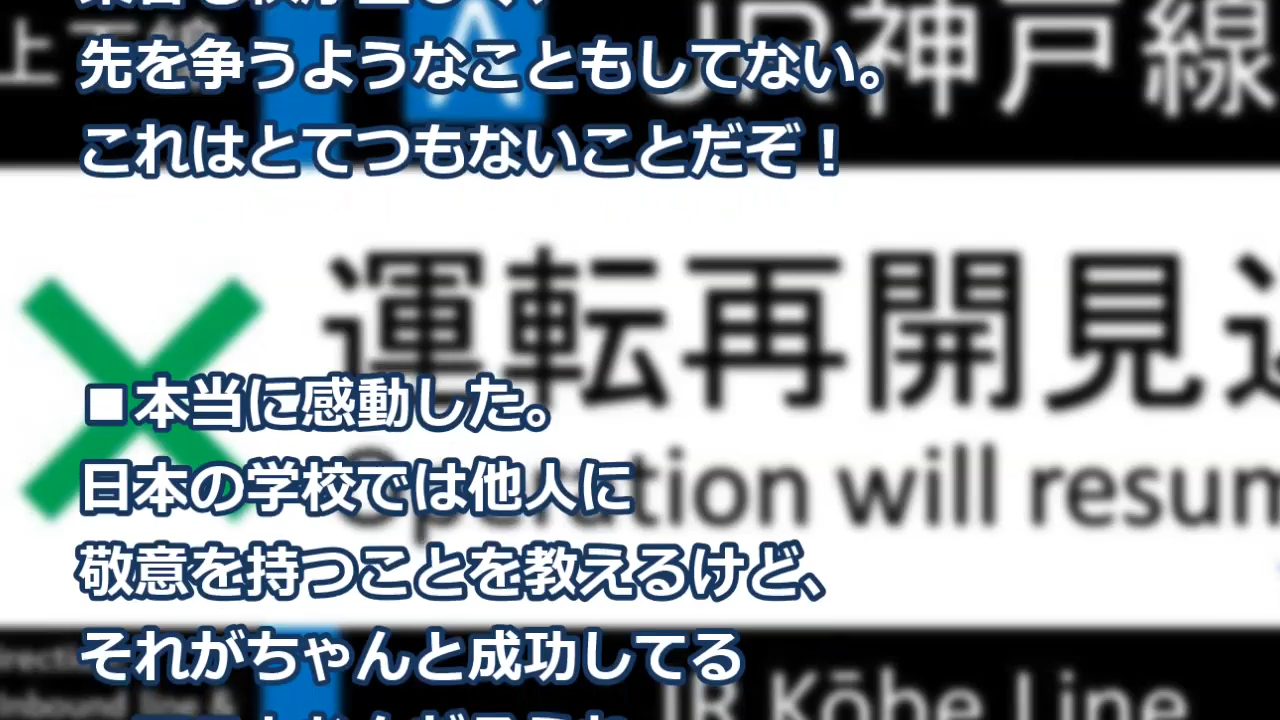 先を争うようなこともしてない。
これはとてつもないことだぞ！
■本当に感動した。
日本の学校では他人に
敬意を持つことを教えるけど、
それがちゃんと成功してる
A
JR神戸線
運転再開見込
Operation will resum
JR Kōbe Line
Inbound line &